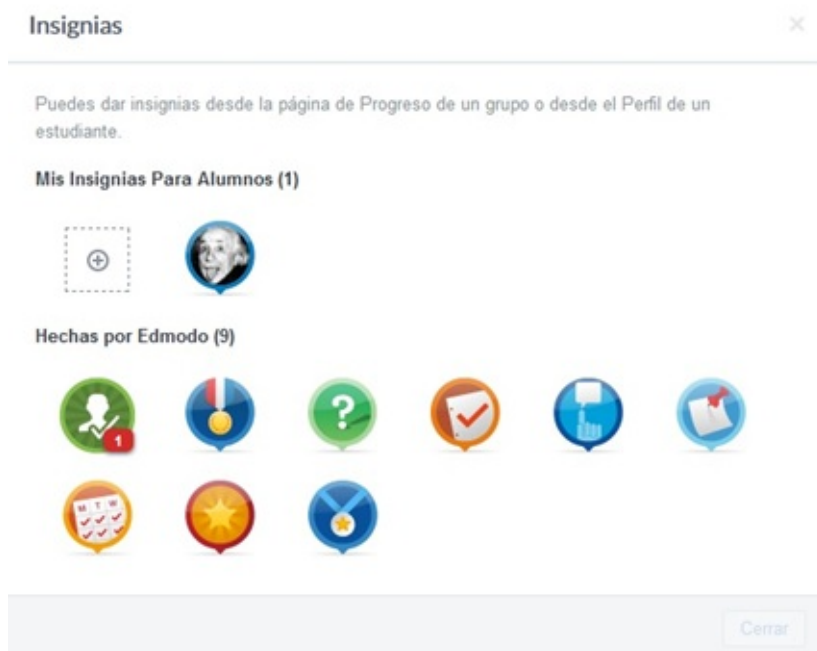 Insignias
Puedes dar insignias desde la página de Progreso de un grupo o desde el Perfil de un
estudiante.
Mis Insignias Para Alumnos (1)
Hechas por Edmodo (9)
?
1
M T W
Cerrar